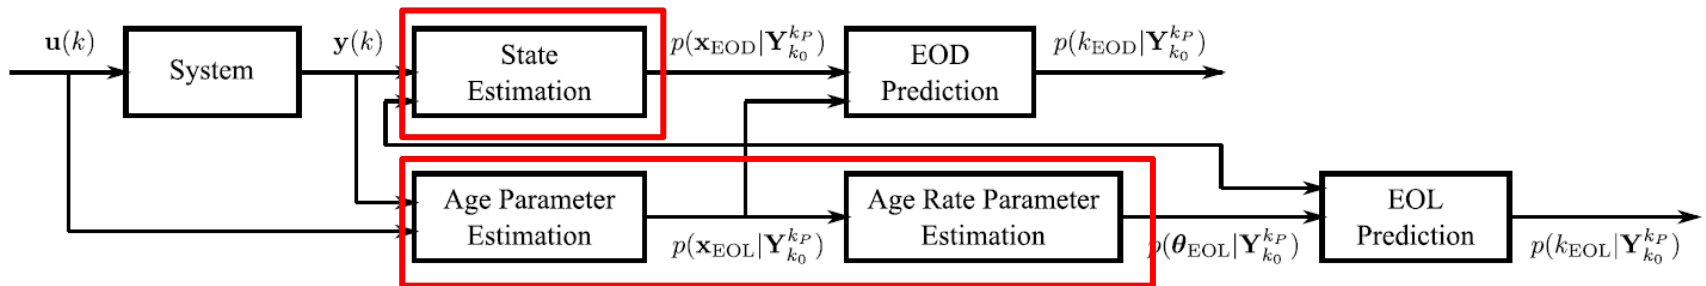 u(k)
System
y(k)
State
Estimation
p(x_EOD|Y_{k_0}^{k_P})
EOD
Prediction
p(k_EOD|Y_{k_0}^{k_P})
Age Parameter
Estimation
p(x_EOL|Y_{k_0}^{k_P})
Age Rate Parameter
Estimation
p(θ_EOL|Y_{k_0}^{k_P})
EOL
Prediction
p(k_EOL|Y_{k_0}^{k_P})